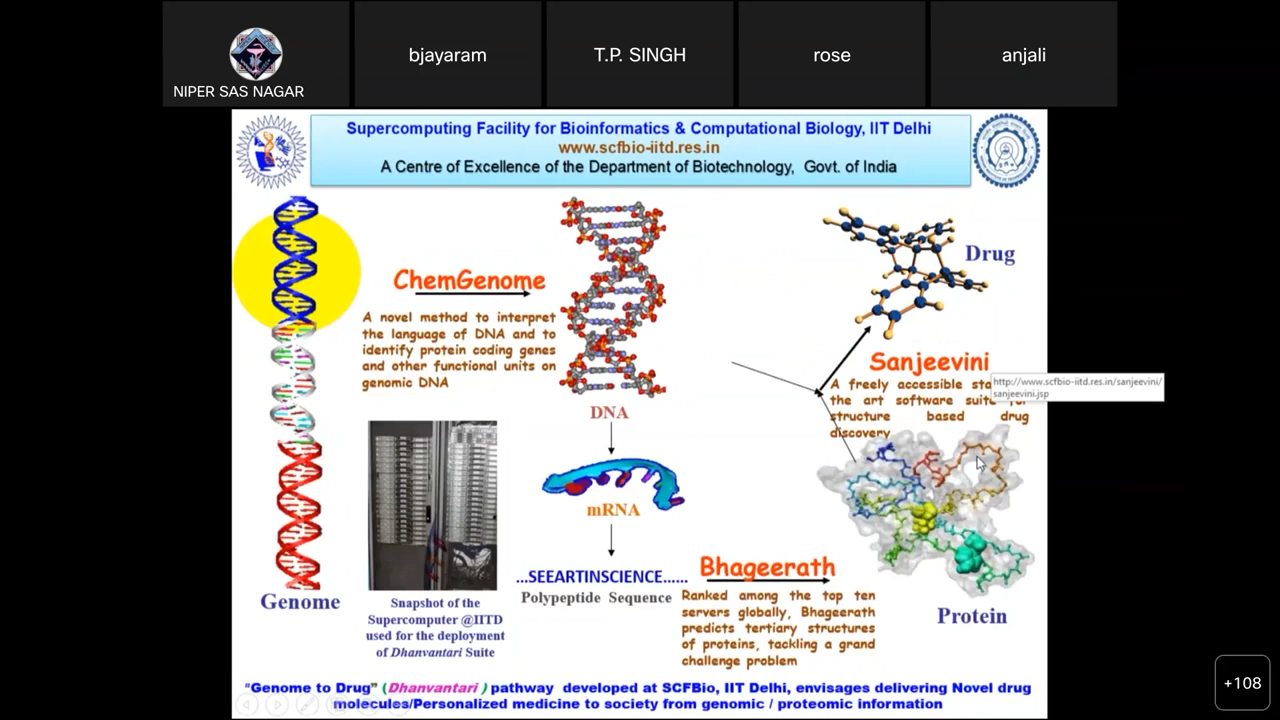 NIPER SAS NAGAR
bjayaram
T.P. SINGH
rose
anjali
Supercomputing Facility for Bioinformatics & Computational Biology, IIT Delhi
www.scfbio-iitd.res.in
A Centre of Excellence of the Department of Biotechnology, Govt. of India
ChemGenome
A novel method to interpret
the language of DNA and to
identify protein coding genes
and other functional units on
genomic DNA
DNA
mRNA
...SEEARTINSCIENCE......
Polypeptide Sequence
Genome
Snapshot of the
Supercomputer @IITD
used for the deployment
of Dhanvantari Suite
Drug
Sanjeevini
A freely accessible
the art software
structure based drug
discovery
http://www.scfbio-iitd.res.in/sanjeevini/
sanjeevini.jsp
Bhageerath
Ranked among the top ten
servers globally, Bhageerath
predicts tertiary structures
of proteins, tackling a grand
challenge problem
Protein
"Genome to Drug" (Dhanvantari ) pathway developed at SCFBio, IIT Delhi, envisages delivering Novel drug
molecules/Personalized medicine to society from genomic / proteomic information
+108